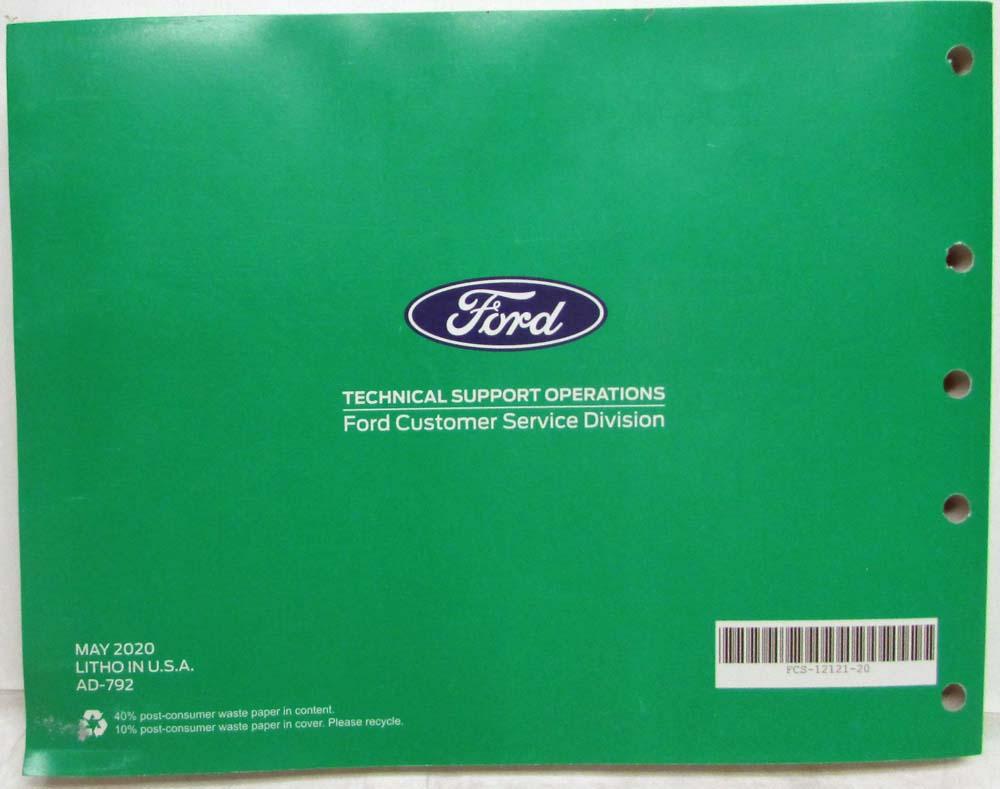 Ford
TECHNICAL SUPPORT OPERATIONS
Ford Customer Service Division
MAY 2020
LITHO IN U.S.A.
AD-792
40% post-consumer waste paper in content.
10% post-consumer waste paper in cover. Please recycle.
FCS-12121-20